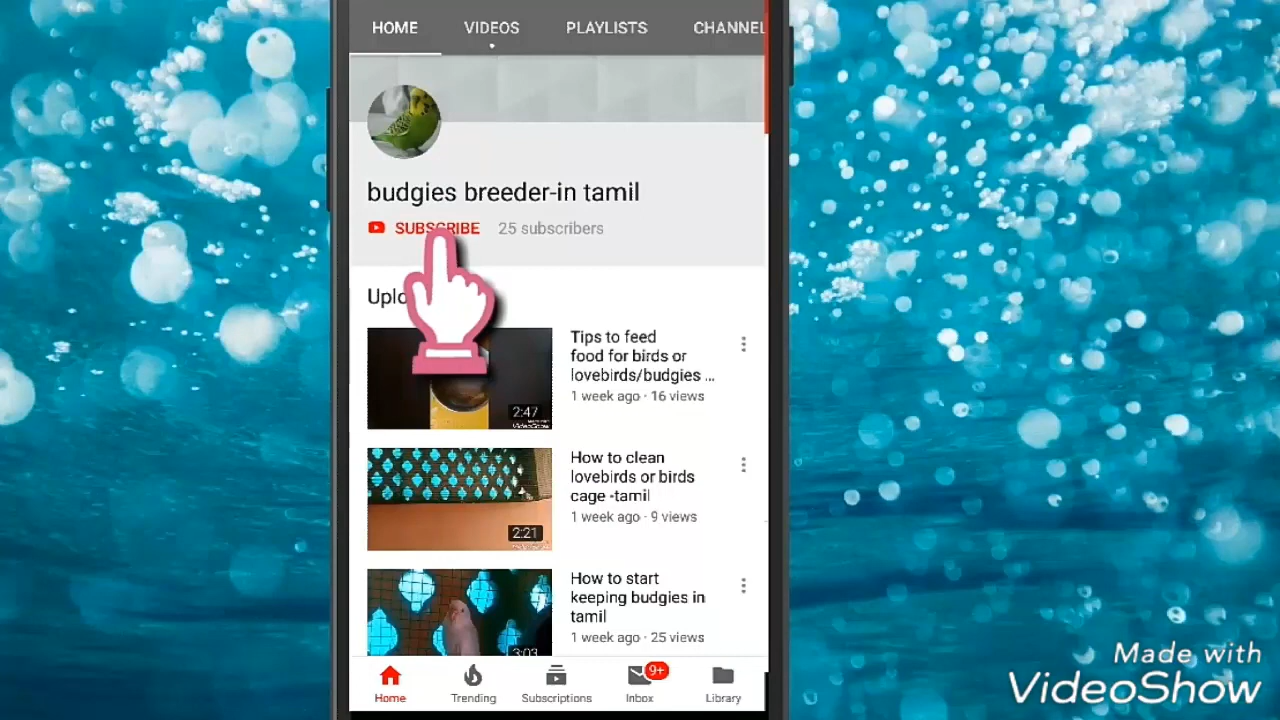 HOME VIDEOS PLAYLISTS CHANNEL
budgies breeder-in tamil
SUBSCRIBE 25 subscribers
Uplo
Tips to feed
food for birds or
lovebirds/budgies ...
1 week ago · 16 views
2:47
How to clean
lovebirds or birds
cage -tamil
1 week ago · 9 views
2:21
How to start
keeping budgies in
tamil
1 week ago · 25 views
3:03
Home Trending Subscriptions Inbox 9+ Library
Made with
VideoShow